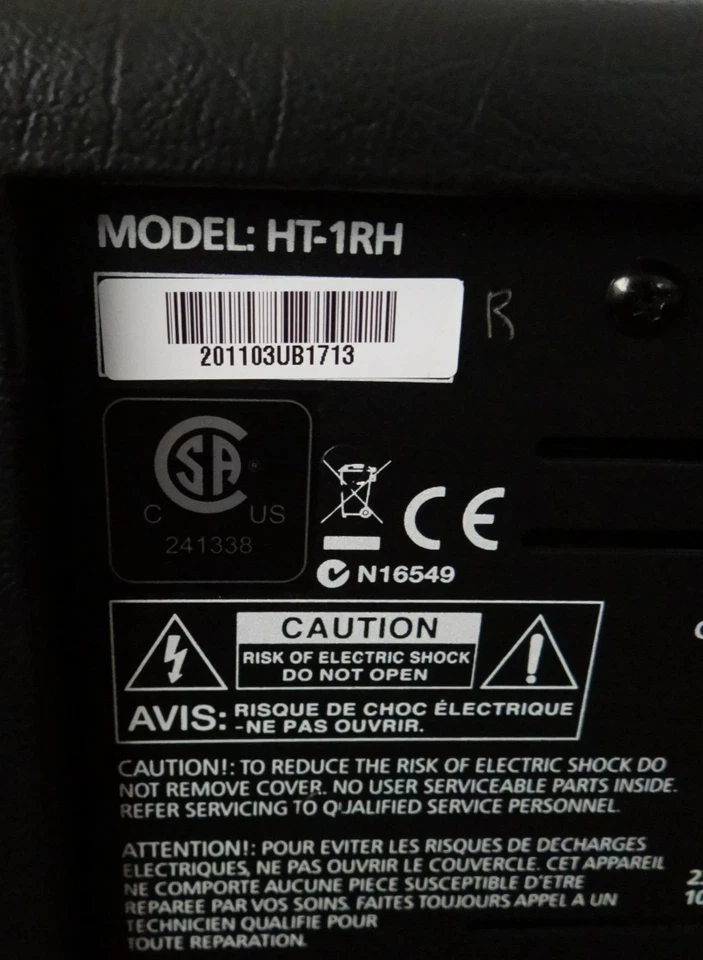 MODEL: HT-1RH
201103UB1713
R
CSA®
C US
241338
CE
N16549
CAUTION
RISK OF ELECTRIC SHOCK
DO NOT OPEN
AVIS: RISQUE DE CHOC ÉLECTRIQUE
-NE PAS OUVRIR.
CAUTION!: TO REDUCE THE RISK OF ELECTRIC SHOCK DO
NOT REMOVE COVER. NO USER SERVICEABLE PARTS INSIDE.
REFER SERVICING TO QUALIFIED SERVICE PERSONNEL.
ATTENTION!: POUR EVITER LES RISQUES DE DECHARGES
ELECTRIQUES, NE PAS OUVRIR LE COUVERCLE. CET APPAREIL
NE COMPORTE AUCUNE PIECE SUSCEPTIBLE D'ETRE
REPAREE PAR VOS SOINS. FAITES TOUJOURS APPEL A UN
TECHNICIEN QUALIFIE POUR
TOUTE REPARATION.